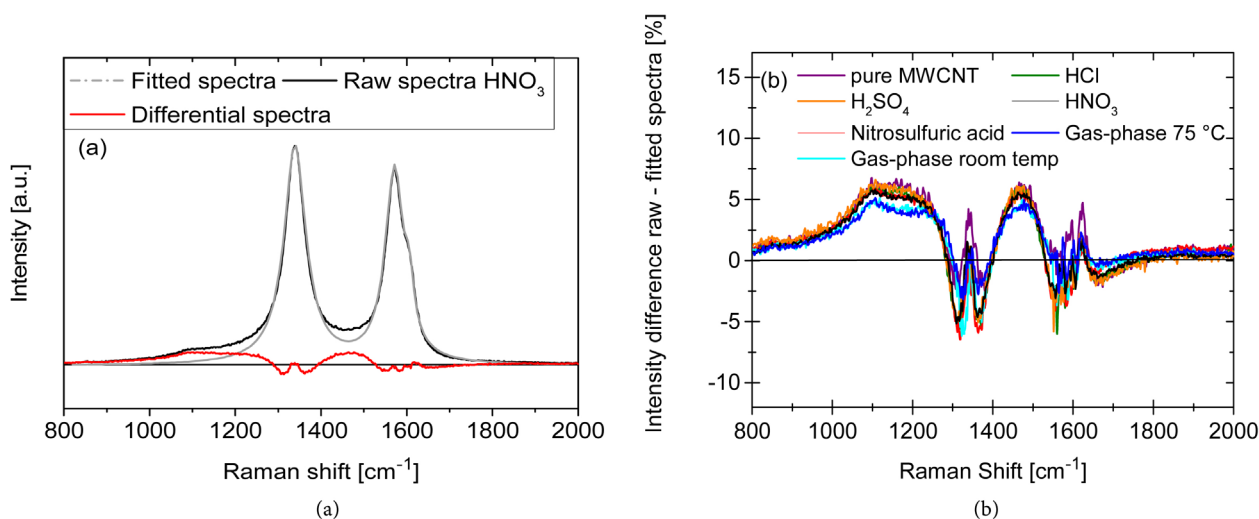 Fitted spectra
Raw spectra HNO₃
Differential spectra
(a)
Intensity [a.u.]
800 1000 1200 1400 1600 1800 2000
Raman shift [cm⁻¹]
(a)
Intensity difference raw - fitted spectra [%]
15
10
5
0
-5
-10
(b)
pure MWCNT
HCl
H₂SO₄
HNO₃
Nitrosulfuric acid
Gas-phase 75 °C
Gas-phase room temp
800 1000 1200 1400 1600 1800 2000
Raman Shift [cm⁻¹]
(b)